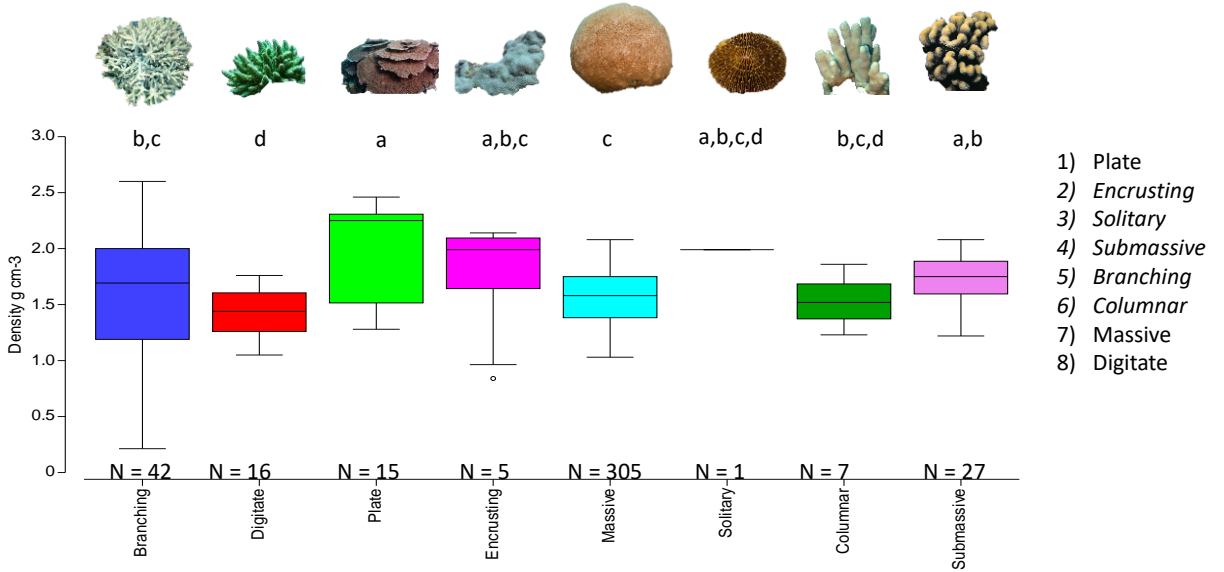 b,c d a a,b,c c a,b,c,d b,c,d a,b
3.0
2.5
2.0
1.5
1.0
0.5
0
Density g cm-3
N = 42 N = 16 N = 15 N = 5 N = 305 N = 1 N = 7 N = 27
Branching
Digitate
Plate
Encrusting
Massive
Solitary
Columnar
Submassive
1) Plate
2) Encrusting
3) Solitary
4) Submassive
5) Branching
6) Columnar
7) Massive
8) Digitate